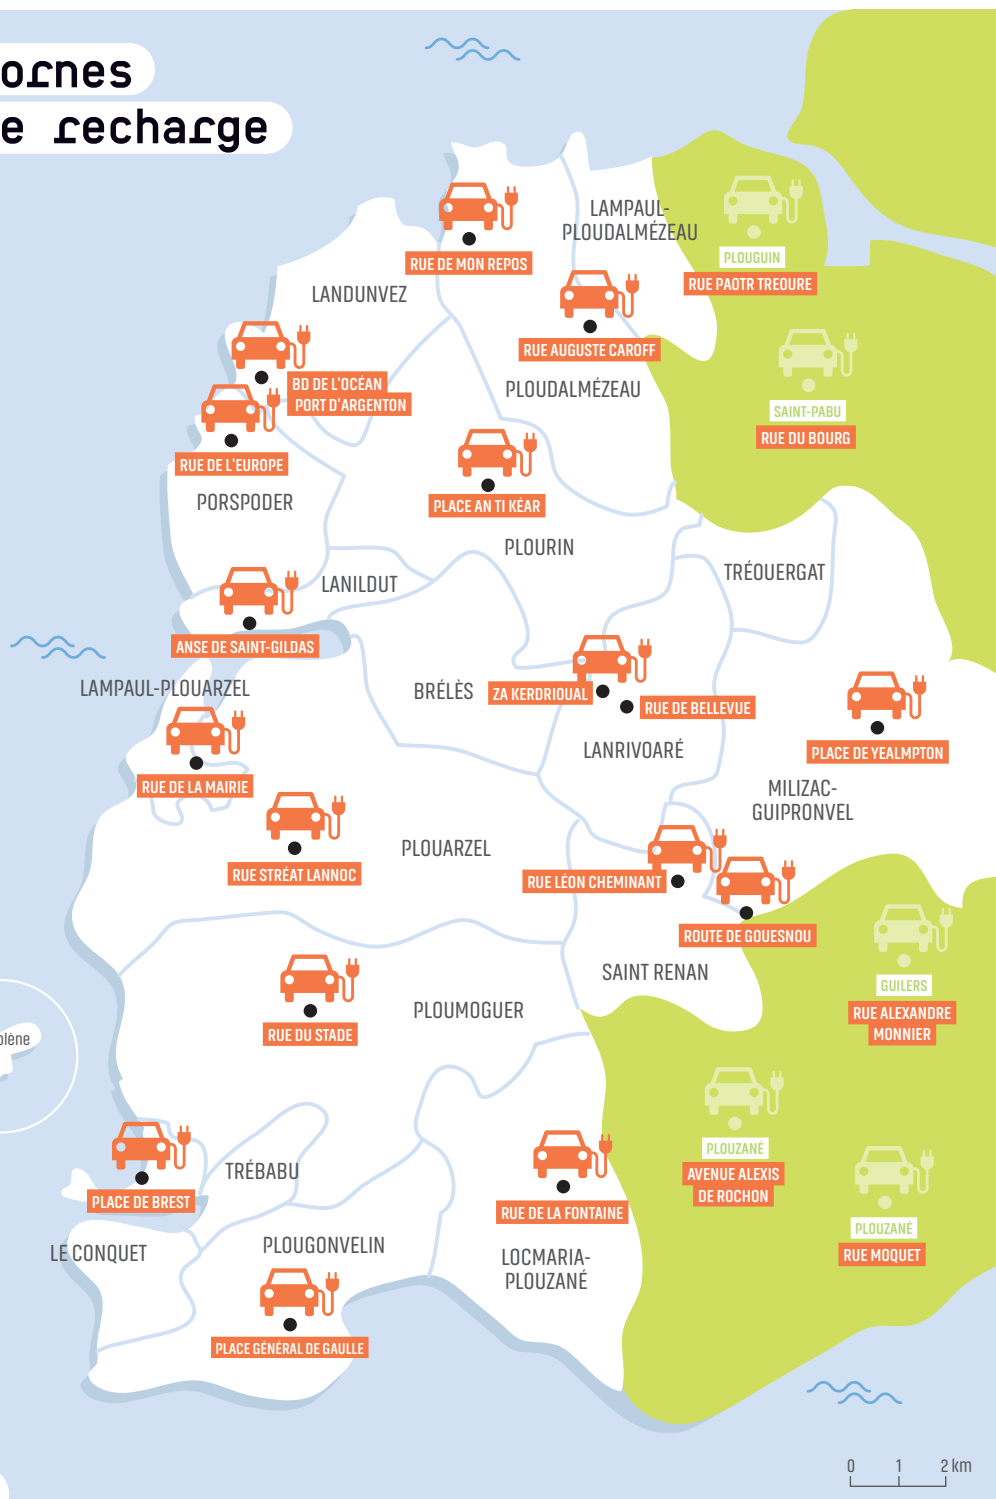 ornes
e recharge
LAMPAUL-
PLOUDALMÉZEAU
PLOUGUIN
RUE PAOTR TREOURE
RUE DE MON REPOS
LANDUNVEZ
RUE AUGUSTE CAROFF
PLOUDALMÉZEAU
BD DE L'OCÉAN
PORT D'ARGENTON
SAINT-PABU
RUE DU BOURG
RUE DE L'EUROPE
PORSPODER
PLACE AN TI KÉAR
PLOURIN
TRÉOUERGAT
LANILDUT
ANSE DE SAINT-GILDAS
LAMPAUL-PLOUARZEL
BRÉLÈS
ZA KERDRIOUAL
RUE DE BELLEVUE
LANRIVOARÉ
PLACE DE YEALMPTON
RUE DE LA MAIRIE
MILIZAC-
GUIPRONVEL
PLOUARZEL
RUE STRÉAT LANNOC
RUE LÉON CHEMINANT
ROUTE DE GOUESNOU
SAINT RENAN
GUILERS
RUE ALEXANDRE
MONNIER
PLOUMOGUER
RUE DU STADE
olène
PLOUZANÉ
AVENUE ALEXIS
DE ROCHON
TRÉBABU
PLACE DE BREST
RUE DE LA FONTAINE
PLOUZANÉ
RUE MOQUET
LE CONQUET
PLOUGONVELIN
LOCMARIA-
PLOUZANÉ
PLACE GÉNÉRAL DE GAULLE
0 1 2 km